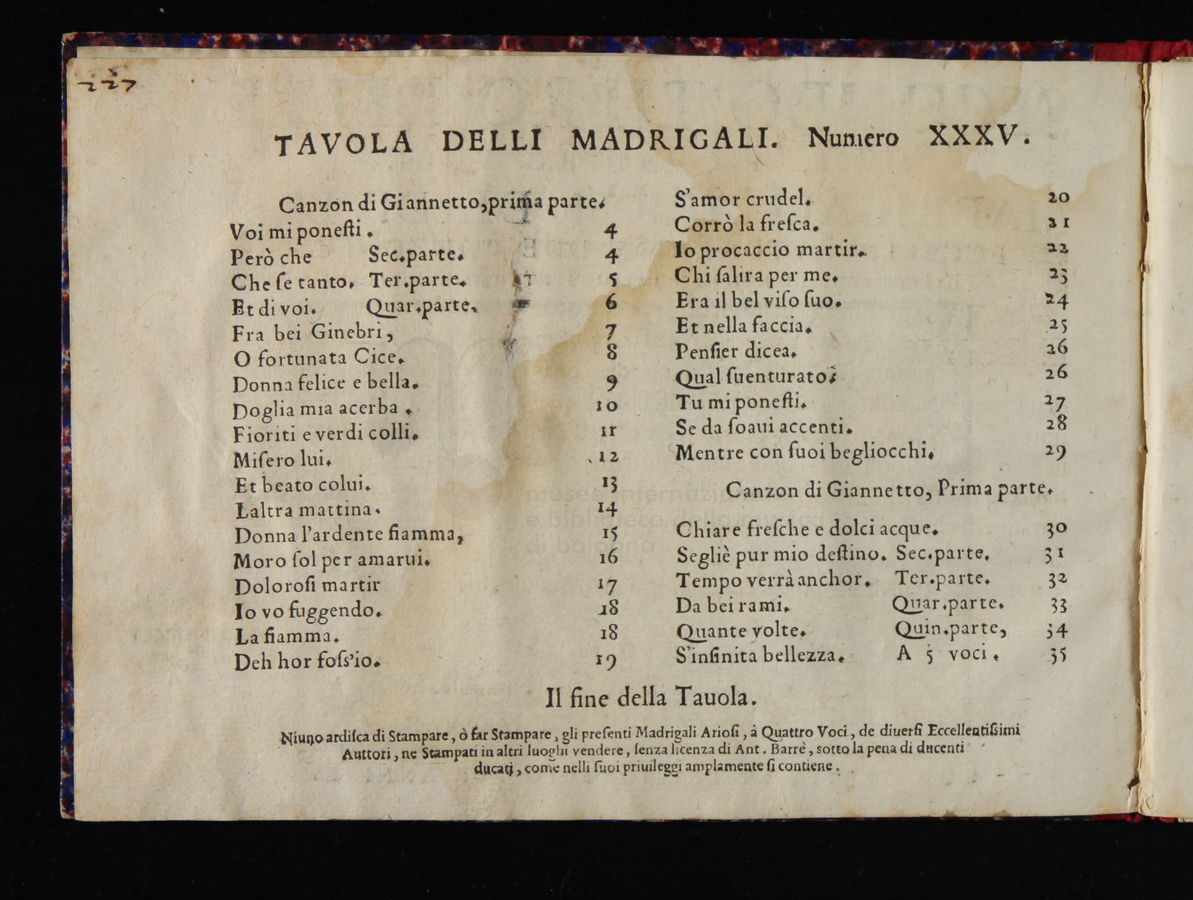 227
TAVOLA DELLI MADRIGALI. Numero XXXV.
Canzon di Giannetto, prima parte.
Voi mi poneſti . 4
Però che Sec.parte. 4
Che ſe tanto. Ter.parte. 5
Et di voi. Quar.parte. 6
Fra bei Ginebri, 7
O fortunata Cice. 8
Donna felice e bella. 9
Doglia mia acerba . 10
Fioriti e verdi colli. 11
Miſero lui. 12
Et beato colui. 13
Laltra mattina. 14
Donna l'ardente fiamma, 15
Moro ſol per amarui. 16
Doloroſi martir 17
Io vo fuggendo. 18
La fiamma. 18
Deh hor foſs'io. 19
S'amor crudel. 20
Corrò la freſca. 21
Io procaccio martir. 22
Chi ſalira per me. 23
Era il bel viſo ſuo. 24
Et nella faccia. 25
Penſier dicea. 26
Qual ſuenturato 26
Tu mi poneſti. 27
Se da ſoaui accenti. 28
Mentre con ſuoi begliocchi. 29
Canzon di Giannetto, Prima parte.
Chiare freſche e dolci acque. 30
Segliè pur mio deſtino. Sec.parte. 31
Tempo verrà anchor. Ter.parte. 32
Da bei rami. Quar.parte. 33
Quante volte. Quin.parte, 34
S'infinita bellezza. A 5 voci . 35
Il fine della Tauola.
Niuno ardiſca di Stampare, ò far Stampare, gli preſenti Madrigali Arioſi, á Quattro Voci, de diuerſi Eccellentiſsimi
Auttori, ne Stampati in altri luoghi vendere, ſenza licenza di Ant. Barrè, sotto la pena di ducenti
ducati, come nelli ſuoi priuileggi amplamente ſi contiene.
museo internazio
e biblioteca
di bologna